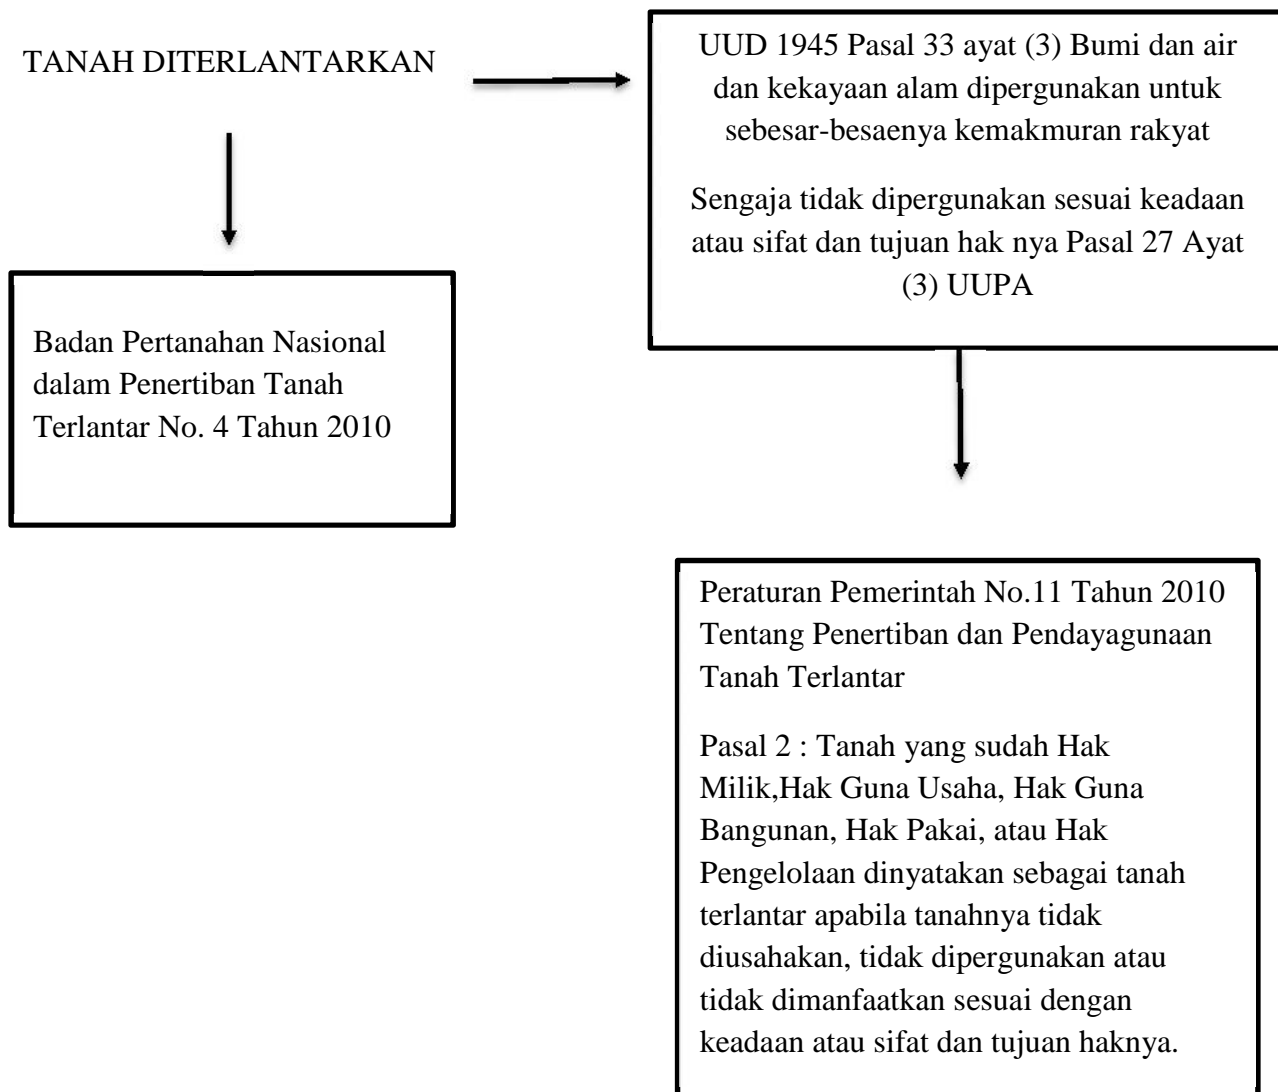 TANAH DITERLANTARKAN
UUD 1945 Pasal 33 ayat (3) Bumi dan air
dan kekayaan alam dipergunakan untuk
sebesar-besaenya kemakmuran rakyat
Sengaja tidak dipergunakan sesuai keadaan
atau sifat dan tujuan hak nya Pasal 27 Ayat
(3) UUPA
Badan Pertanahan Nasional
dalam Penertiban Tanah
Terlantar No. 4 Tahun 2010
Peraturan Pemerintah No.11 Tahun 2010
Tentang Penertiban dan Pendayagunaan
Tanah Terlantar
Pasal 2 : Tanah yang sudah Hak
Milik,Hak Guna Usaha, Hak Guna
Bangunan, Hak Pakai, atau Hak
Pengelolaan dinyatakan sebagai tanah
terlantar apabila tanahnya tidak
diusahakan, tidak dipergunakan atau
tidak dimanfaatkan sesuai dengan
keadaan atau sifat dan tujuan haknya.